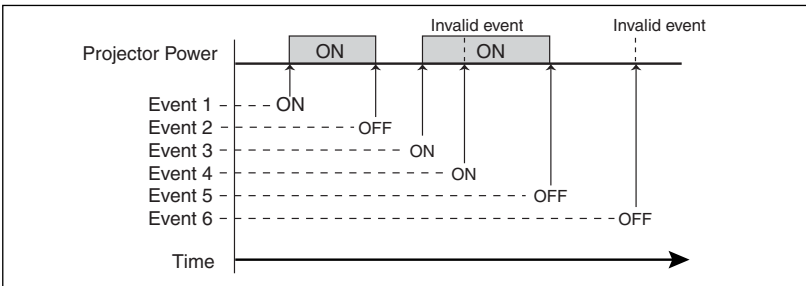 Invalid event Invalid event
Projector Power ON ON
Event 1 ON
Event 2 OFF
Event 3 ON
Event 4 ON
Event 5 OFF
Event 6 OFF
Time